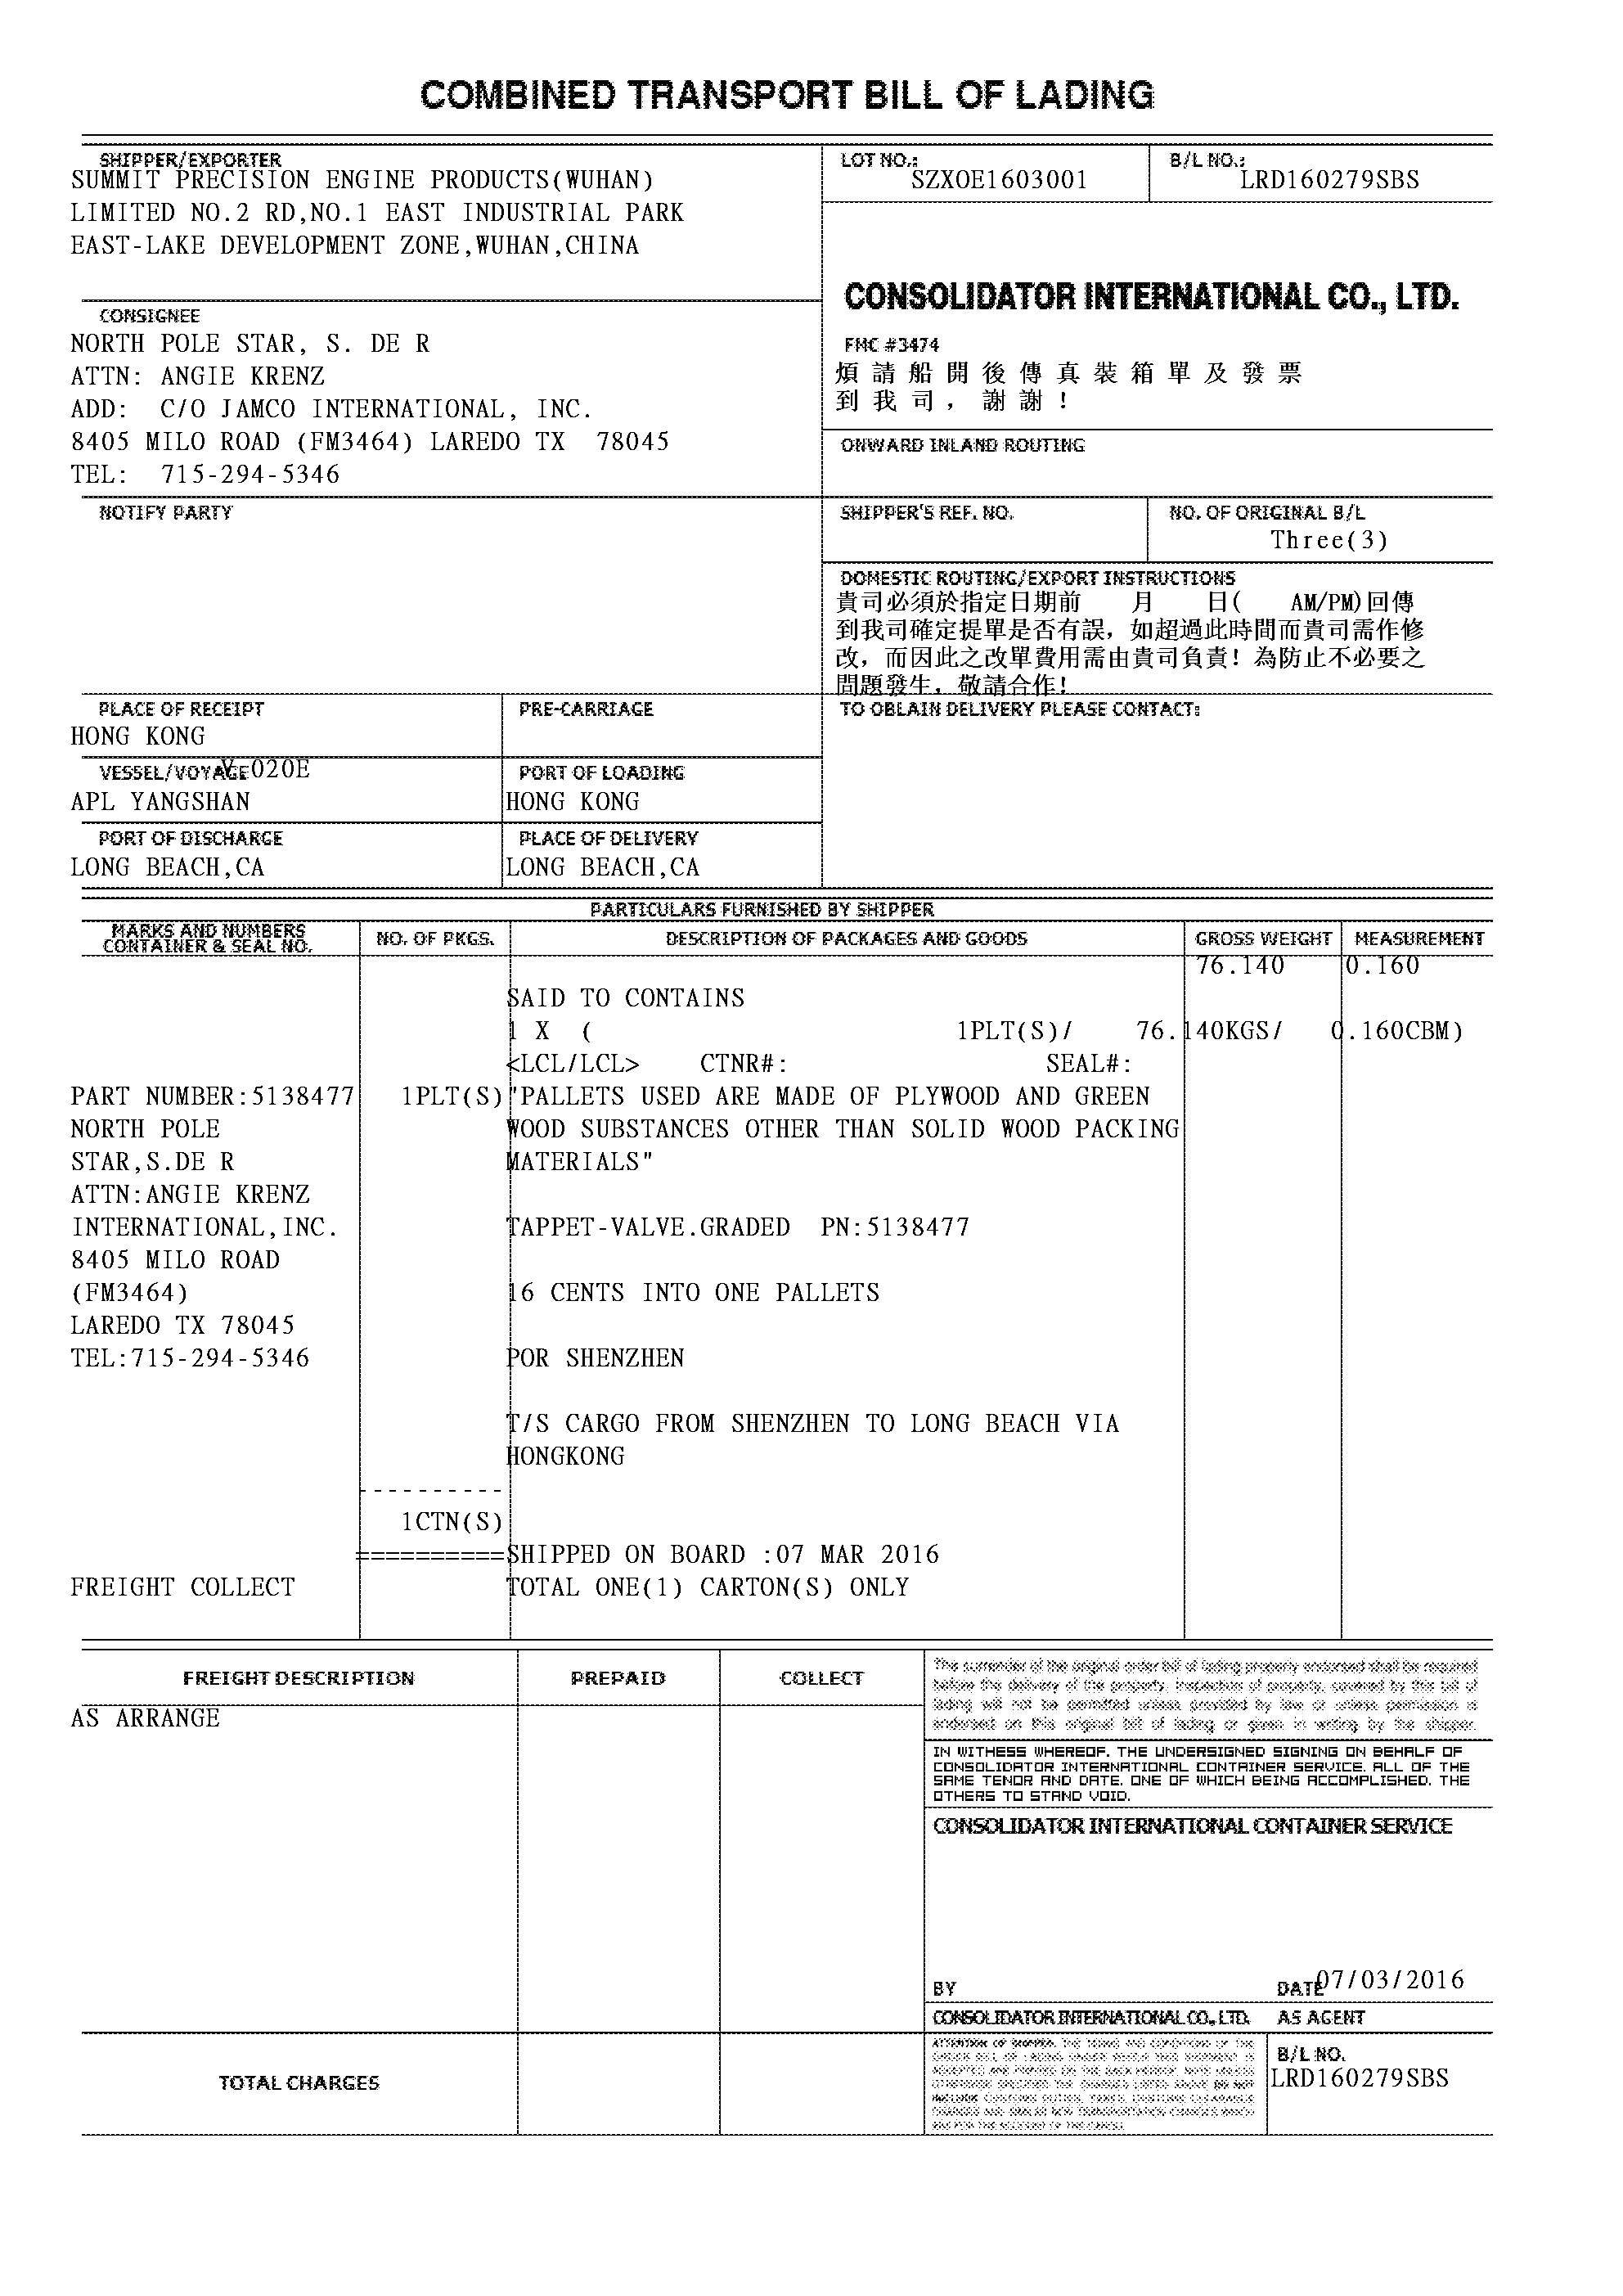 COMBINED TRANSPORT BILL OF LADING
SHIPPER/EXPORTER
SUMMIT PRECISION ENGINE PRODUCTS(WUHAN)
LIMITED NO.2 RD,NO.1 EAST INDUSTRIAL PARK
EAST-LAKE DEVELOPMENT ZONE,WUHAN,CHINA
LOT NO.:
SZXOE1603001
B/L NO.:
LRD160279SBS
CONSOLIDATOR INTERNATIONAL CO., LTD.
FMC #3474
煩請船開後傳真裝箱單及發票
到我司，謝謝！
CONSIGNEE
NORTH POLE STAR, S. DE R
ATTN: ANGIE KRENZ
ADD: C/O JAMCO INTERNATIONAL, INC.
8405 MILO ROAD (FM3464) LAREDO TX 78045
TEL: 715-294-5346
ONWARD INLAND ROUTING
NOTIFY PARTY
SHIPPER'S REF. NO.
NO. OF ORIGINAL B/L
Three(3)
DOMESTIC ROUTING/EXPORT INSTRUCTIONS
貴司必須於指定日期前 月 日( AM/PM)回傳
到我司確定提單是否有誤，如超過此時間而貴司需作修
改，而因此之改單費用需由貴司負責！為防止不必要之
問題發生，敬請合作！
PLACE OF RECEIPT
HONG KONG
PRE-CARRIAGE
TO OBLAIN DELIVERY PLEASE CONTACT:
VESSEL/VOYAGE V.020E
APL YANGSHAN
PORT OF LOADING
HONG KONG
PORT OF DISCHARGE
LONG BEACH,CA
PLACE OF DELIVERY
LONG BEACH,CA
PARTICULARS FURNISHED BY SHIPPER
MARKS AND NUMBERS
CONTAINER & SEAL NO.
NO. OF PKGS.
DESCRIPTION OF PACKAGES AND GOODS
GROSS WEIGHT
MEASUREMENT
76.140 0.160
SAID TO CONTAINS
1 X ( 1PLT(S)/ 76.140KGS/ 0.160CBM)
<LCL/LCL> CTNR#: SEAL#:
PART NUMBER:5138477 1PLT(S) "PALLETS USED ARE MADE OF PLYWOOD AND GREEN
NORTH POLE WOOD SUBSTANCES OTHER THAN SOLID WOOD PACKING
STAR,S.DE R MATERIALS"
ATTN:ANGIE KRENZ
INTERNATIONAL,INC. TAPPET-VALVE.GRADED PN:5138477
8405 MILO ROAD
(FM3464) 16 CENTS INTO ONE PALLETS
LAREDO TX 78045
TEL:715-294-5346 POR SHENZHEN
T/S CARGO FROM SHENZHEN TO LONG BEACH VIA
HONGKONG
----------
1CTN(S)
==========SHIPPED ON BOARD :07 MAR 2016
FREIGHT COLLECT TOTAL ONE(1) CARTON(S) ONLY
FREIGHT DESCRIPTION
PREPAID
COLLECT
AS ARRANGE
The surrender of the original order bill of lading properly endorsed shall be required
before the delivery of the property. Inspection of property, covered by this bill of
lading will not be permitted unless provided by law or unless permission is
endorsed on this original bill of lading or given in writing by the shipper.
IN WITHESS WHEREOF, THE UNDERSIGNED SIGNING ON BEHALF OF
CONSOLIDATOR INTERNATIONAL CONTAINER SERVICE. ALL OF THE
SAME TENOR AND DATE, ONE OF WHICH BEING ACCOMPLISHED, THE
OTHERS TO STAND VOID.
CONSOLIDATOR INTERNATIONAL CONTAINER SERVICE
BY
DATE 07/03/2016
CONSOLIDATOR INTERNATIONAL CO., LTD. AS AGENT
TOTAL CHARGES
B/L NO.
LRD160279SBS